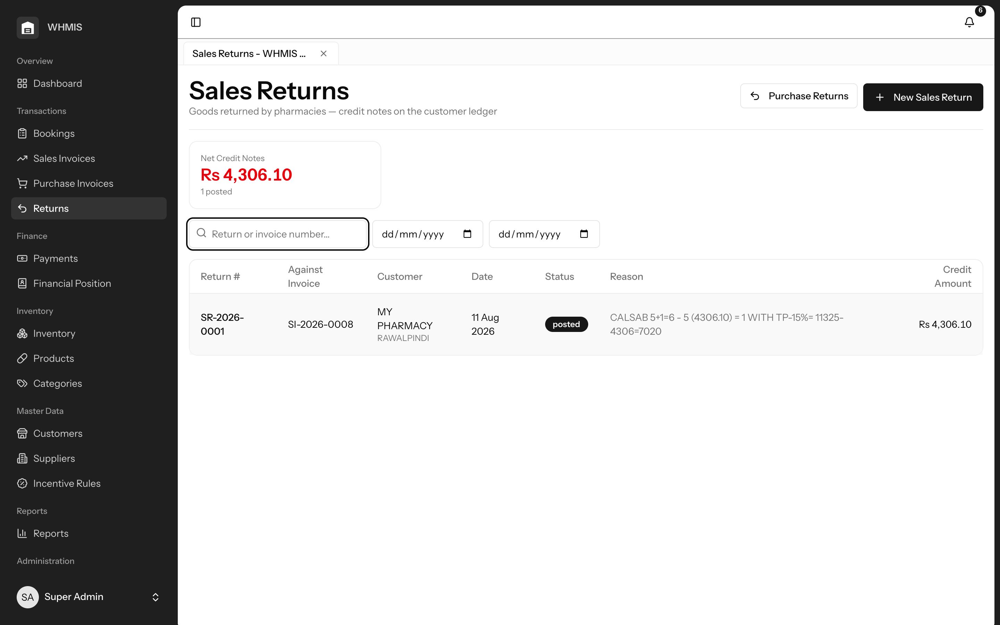 WHMIS
Overview
Dashboard
Transactions
Bookings
Sales Invoices
Purchase Invoices
Returns
Finance
Payments
Financial Position
Inventory
Inventory
Products
Categories
Master Data
Customers
Suppliers
Incentive Rules
Reports
Reports
Administration
SA Super Admin
6
Sales Returns - WHMIS ...
Sales Returns
Goods returned by pharmacies — credit notes on the customer ledger
Purchase Returns
New Sales Return
Net Credit Notes
Rs 4,306.10
1 posted
Return or invoice number...
dd/mm/yyyy
dd/mm/yyyy
Return #
Against
Invoice
Customer
Date
Status
Reason
Credit
Amount
SR-2026-
0001
SI-2026-0008
MY
PHARMACY
RAWALPINDI
11 Aug
2026
posted
CALSAB 5+1=6 - 5 (4306.10) = 1 WITH TP-15%= 11325-
4306=7020
Rs 4,306.10